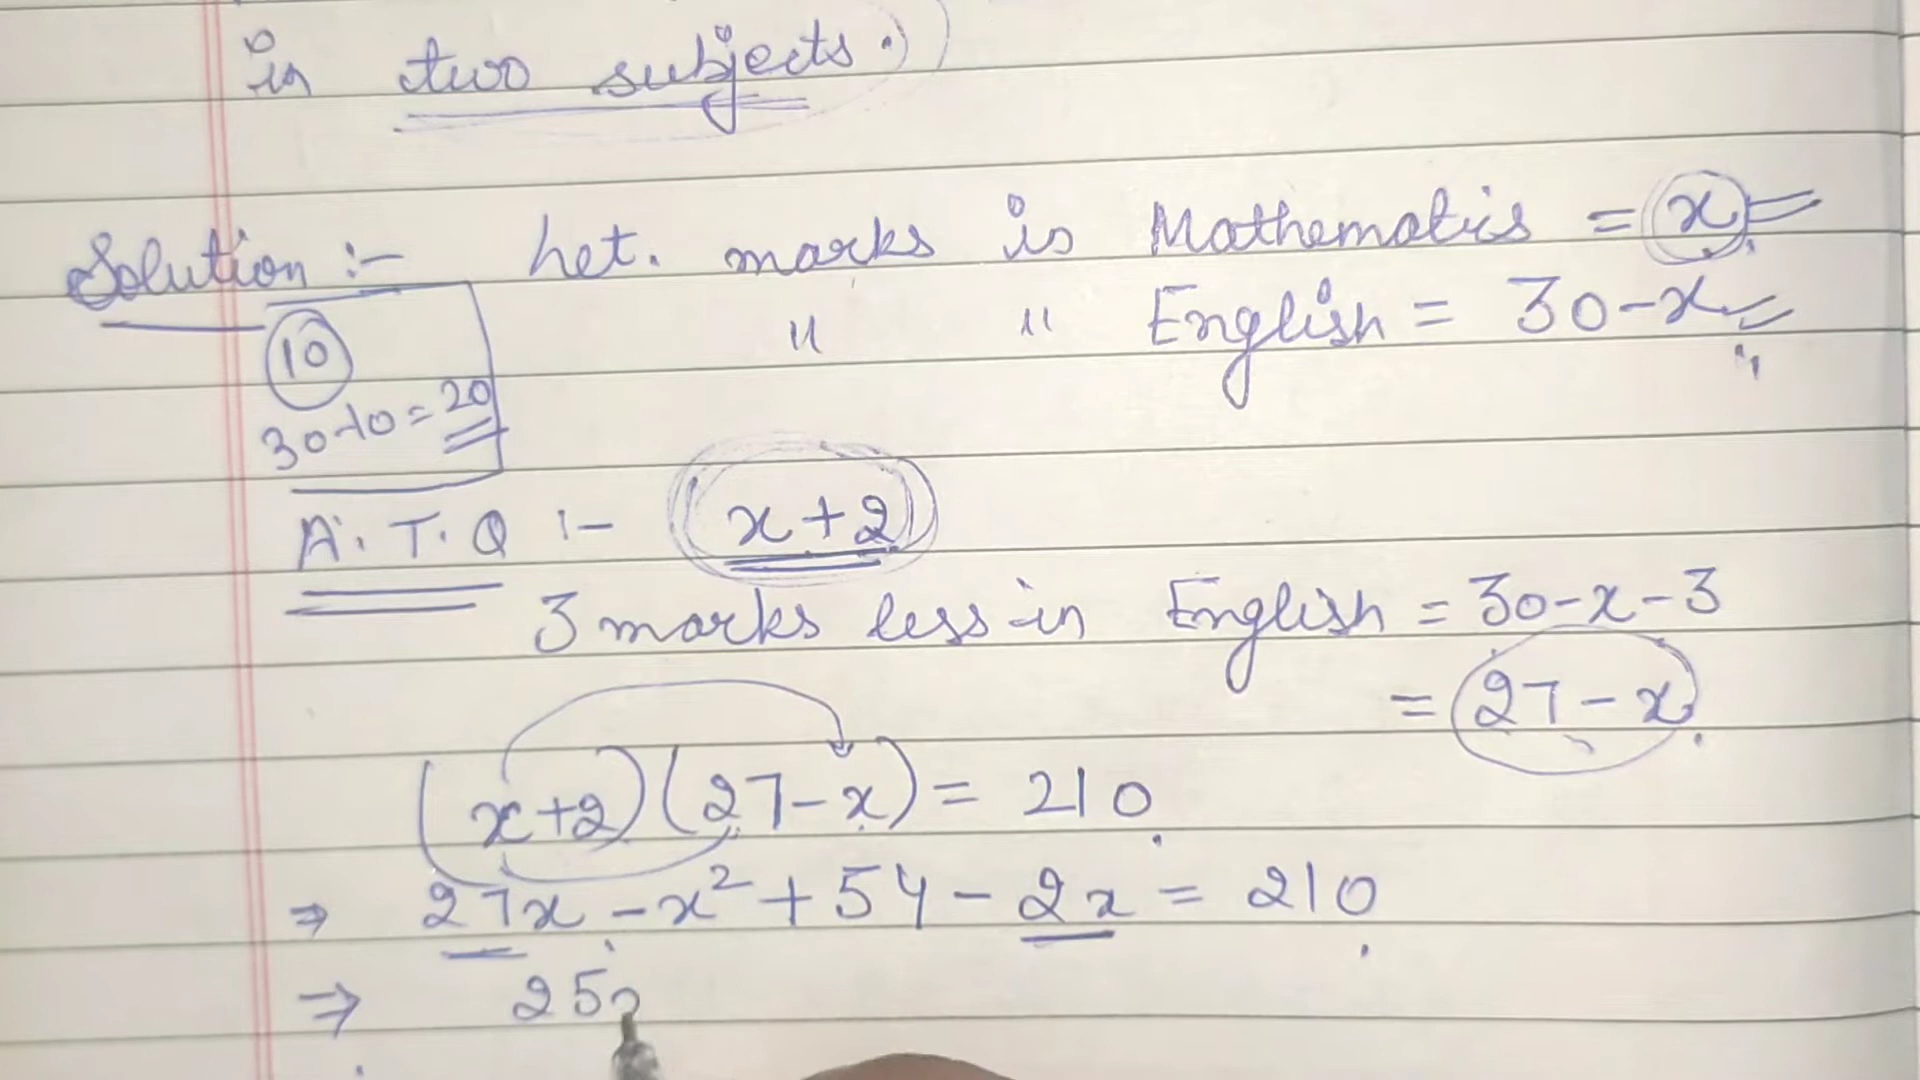 in two subjects.)
Solution :- Let. marks in Mathematics = x
" " English = 30-x
10
30-10=20
A.T.Q :- x+2
3 marks less in English = 30-x-3
= 27-x
(x+2)(27-x) = 210
⇒ 27x - x² + 54 - 2x = 210
⇒ 25